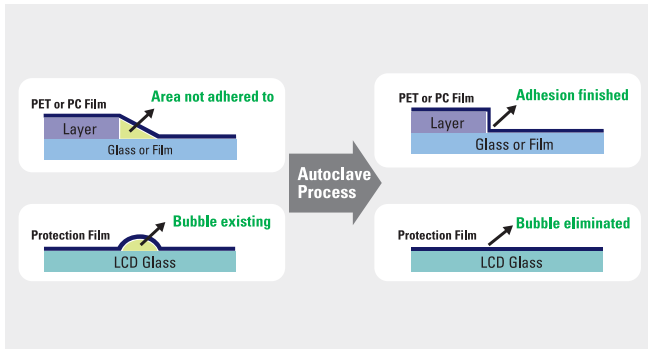 Area not adhered to
PET or PC Film
Layer
Glass or Film
Bubble existing
Protection Film
LCD Glass
Autoclave
Process
Adhesion finished
PET or PC Film
Layer
Glass or Film
Bubble eliminated
Protection Film
LCD Glass